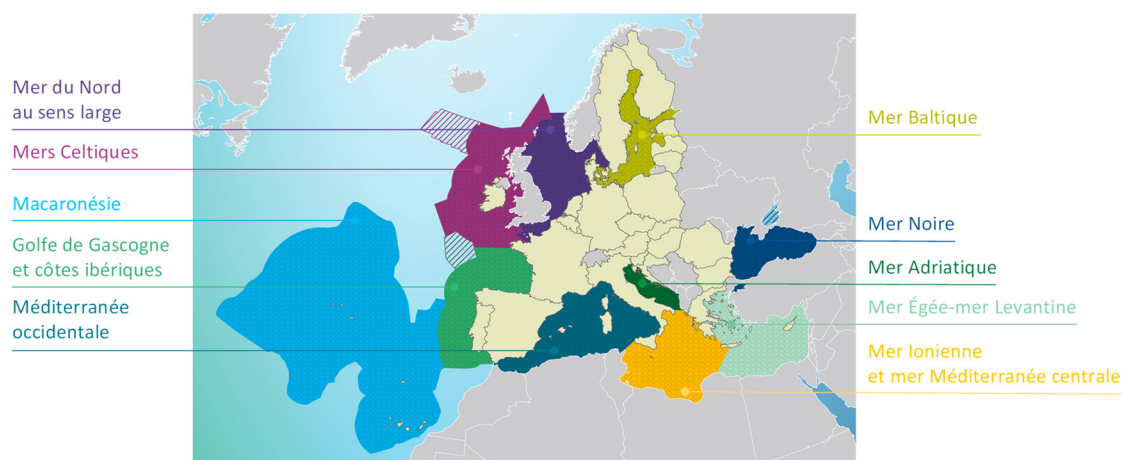 Mer du Nord
au sens large
Mers Celtiques
Macaronésie
Golfe de Gascogne
et côtes ibériques
Méditerranée
occidentale
Mer Baltique
Mer Noire
Mer Adriatique
Mer Égée-mer Levantine
Mer Ionienne
et mer Méditerranée centrale